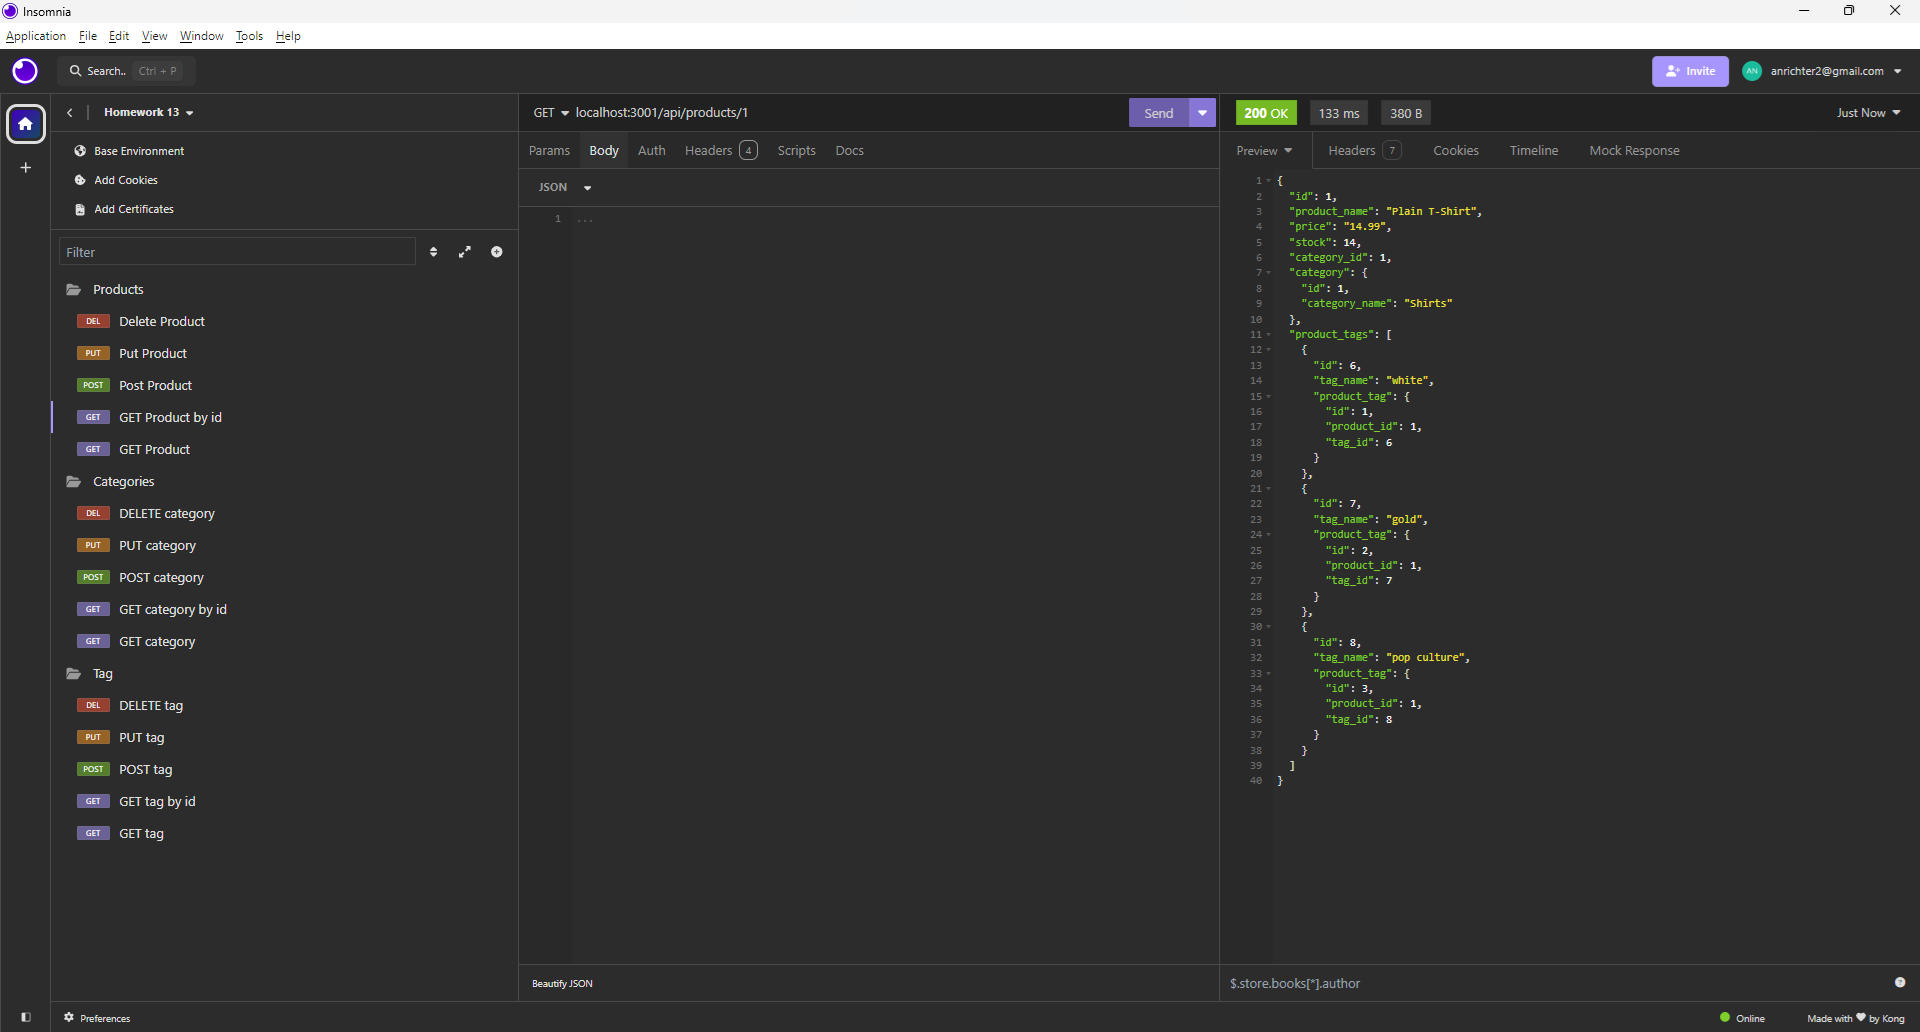 Insomnia
Application File Edit View Window Tools Help
Search.. Ctrl + P
Invite AN anrichter2@gmail.com
Homework 13
Base Environment
Add Cookies
Add Certificates
Filter
Products
DEL Delete Product
PUT Put Product
POST Post Product
GET GET Product by id
GET GET Product
Categories
DEL DELETE category
PUT PUT category
POST POST category
GET GET category by id
GET GET category
Tag
DEL DELETE tag
PUT PUT tag
POST POST tag
GET GET tag by id
GET GET tag
Preferences
GET localhost:3001/api/products/1 Send
Params Body Auth Headers 4 Scripts Docs
JSON
1 ...
Beautify JSON
200 OK 133 ms 380 B Just Now
Preview Headers 7 Cookies Timeline Mock Response
1 {
2 "id": 1,
3 "product_name": "Plain T-Shirt",
4 "price": "14.99",
5 "stock": 14,
6 "category_id": 1,
7 "category": {
8 "id": 1,
9 "category_name": "Shirts"
10 },
11 "product_tags": [
12 {
13 "id": 6,
14 "tag_name": "white",
15 "product_tag": {
16 "id": 1,
17 "product_id": 1,
18 "tag_id": 6
19 }
20 },
21 {
22 "id": 7,
23 "tag_name": "gold",
24 "product_tag": {
25 "id": 2,
26 "product_id": 1,
27 "tag_id": 7
28 }
29 },
30 {
31 "id": 8,
32 "tag_name": "pop culture",
33 "product_tag": {
34 "id": 3,
35 "product_id": 1,
36 "tag_id": 8
37 }
38 }
39 ]
40 }
$.store.books[*].author
Online Made with ♥ by Kong